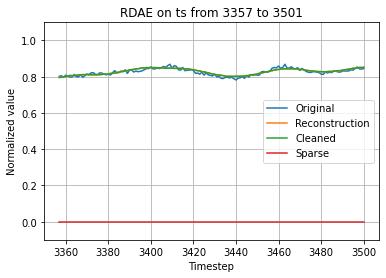 RDAE on ts from 3357 to 3501
Normalized value
1.0
0.8
0.6
0.4
0.2
0.0
Original
Reconstruction
Cleaned
Sparse
3360 3380 3400 3420 3440 3460 3480 3500
Timestep